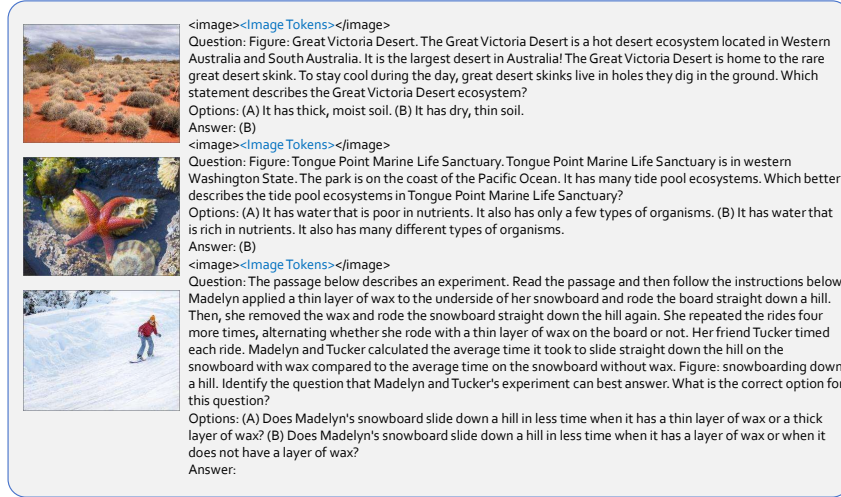 <image><Image Tokens></image>
Question: Figure: Great Victoria Desert. The Great Victoria Desert is a hot desert ecosystem located in Western
Australia and South Australia. It is the largest desert in Australia! The Great Victoria Desert is home to the rare
great desert skink. To stay cool during the day, great desert skinks live in holes they dig in the ground. Which
statement describes the Great Victoria Desert ecosystem?
Options: (A) It has thick, moist soil. (B) It has dry, thin soil.
Answer: (B)
<image><Image Tokens></image>
Question: Figure: Tongue Point Marine Life Sanctuary. Tongue Point Marine Life Sanctuary is in western
Washington State. The park is on the coast of the Pacific Ocean. It has many tide pool ecosystems. Which better
describes the tide pool ecosystems in Tongue Point Marine Life Sanctuary?
Options: (A) It has water that is poor in nutrients. It also has only a few types of organisms. (B) It has water that
is rich in nutrients. It also has many different types of organisms.
Answer: (B)
<image><Image Tokens></image>
Question: The passage below describes an experiment. Read the passage and then follow the instructions below
Madelyn applied a thin layer of wax to the underside of her snowboard and rode the board straight down a hill.
Then, she removed the wax and rode the snowboard straight down the hill again. She repeated the rides four
more times, alternating whether she rode with a thin layer of wax on the board or not. Her friend Tucker timed
each ride. Madelyn and Tucker calculated the average time it took to slide straight down the hill on the
snowboard with wax compared to the average time on the snowboard without wax. Figure: snowboarding down
a hill. Identify the question that Madelyn and Tucker's experiment can best answer. What is the correct option for
this question?
Options: (A) Does Madelyn's snowboard slide down a hill in less time when it has a thin layer of wax or a thick
layer of wax? (B) Does Madelyn's snowboard slide down a hill in less time when it has a layer of wax or when it
does not have a layer of wax?
Answer: